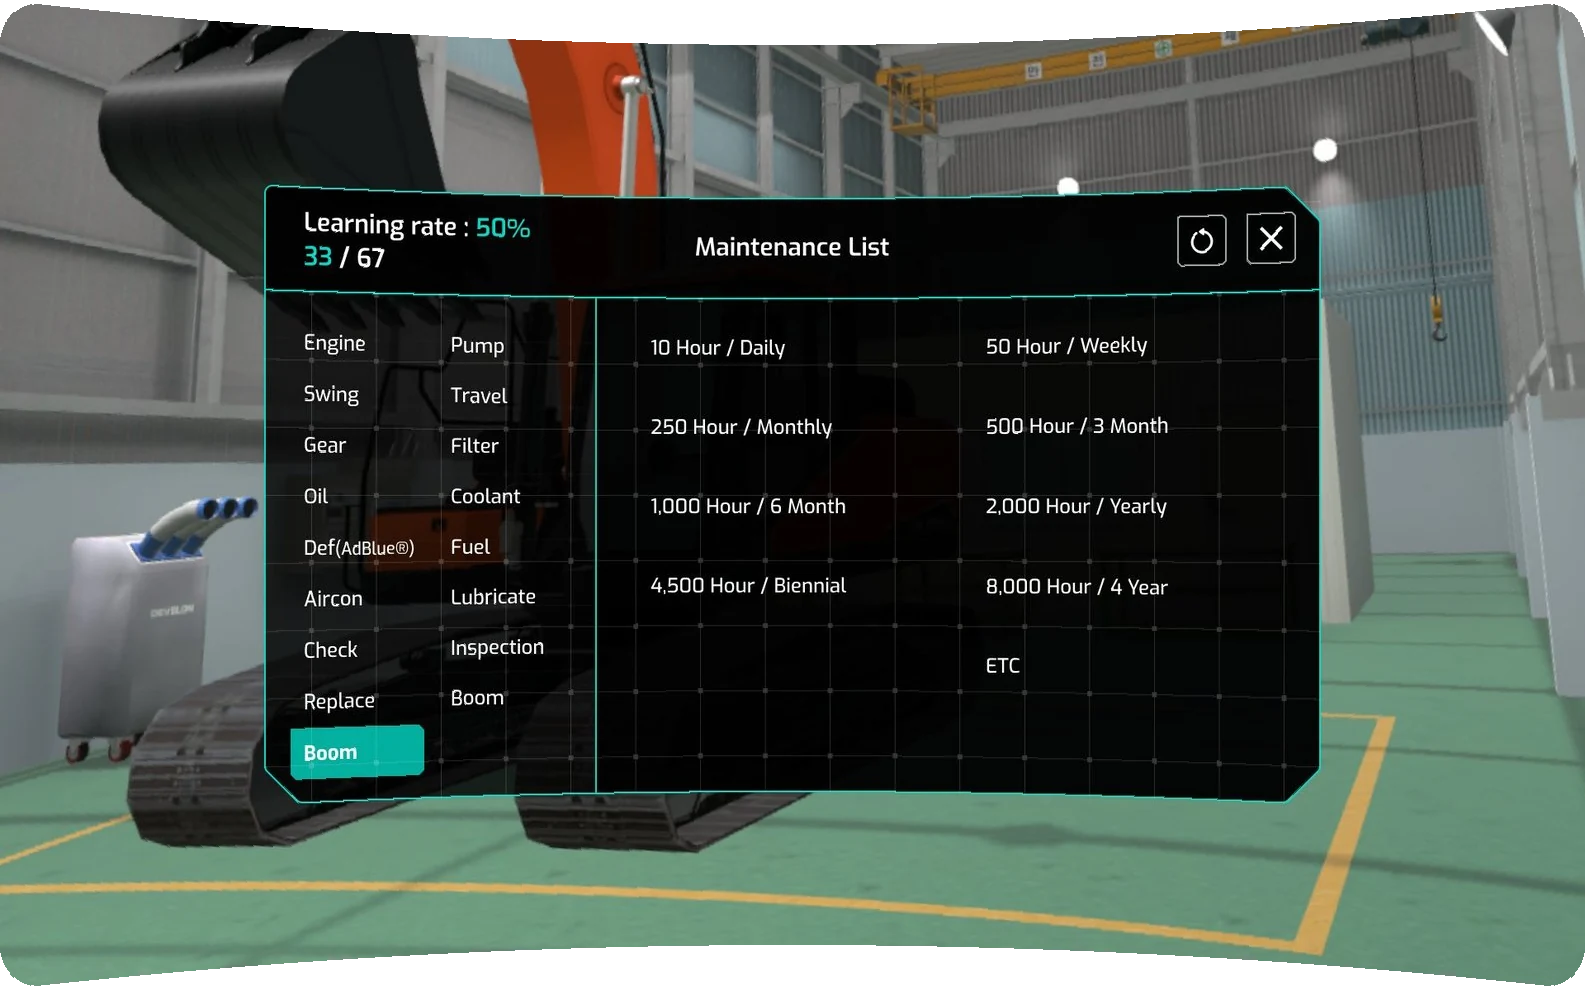 Learning rate : 50%
33 / 67
Maintenance List
Engine
Pump
Swing
Travel
Gear
Filter
Oil
Coolant
Def(AdBlue®)
Fuel
Aircon
Lubricate
Check
Inspection
Replace
Boom
Boom
10 Hour / Daily
50 Hour / Weekly
250 Hour / Monthly
500 Hour / 3 Month
1,000 Hour / 6 Month
2,000 Hour / Yearly
4,500 Hour / Biennial
8,000 Hour / 4 Year
ETC
DEVELON